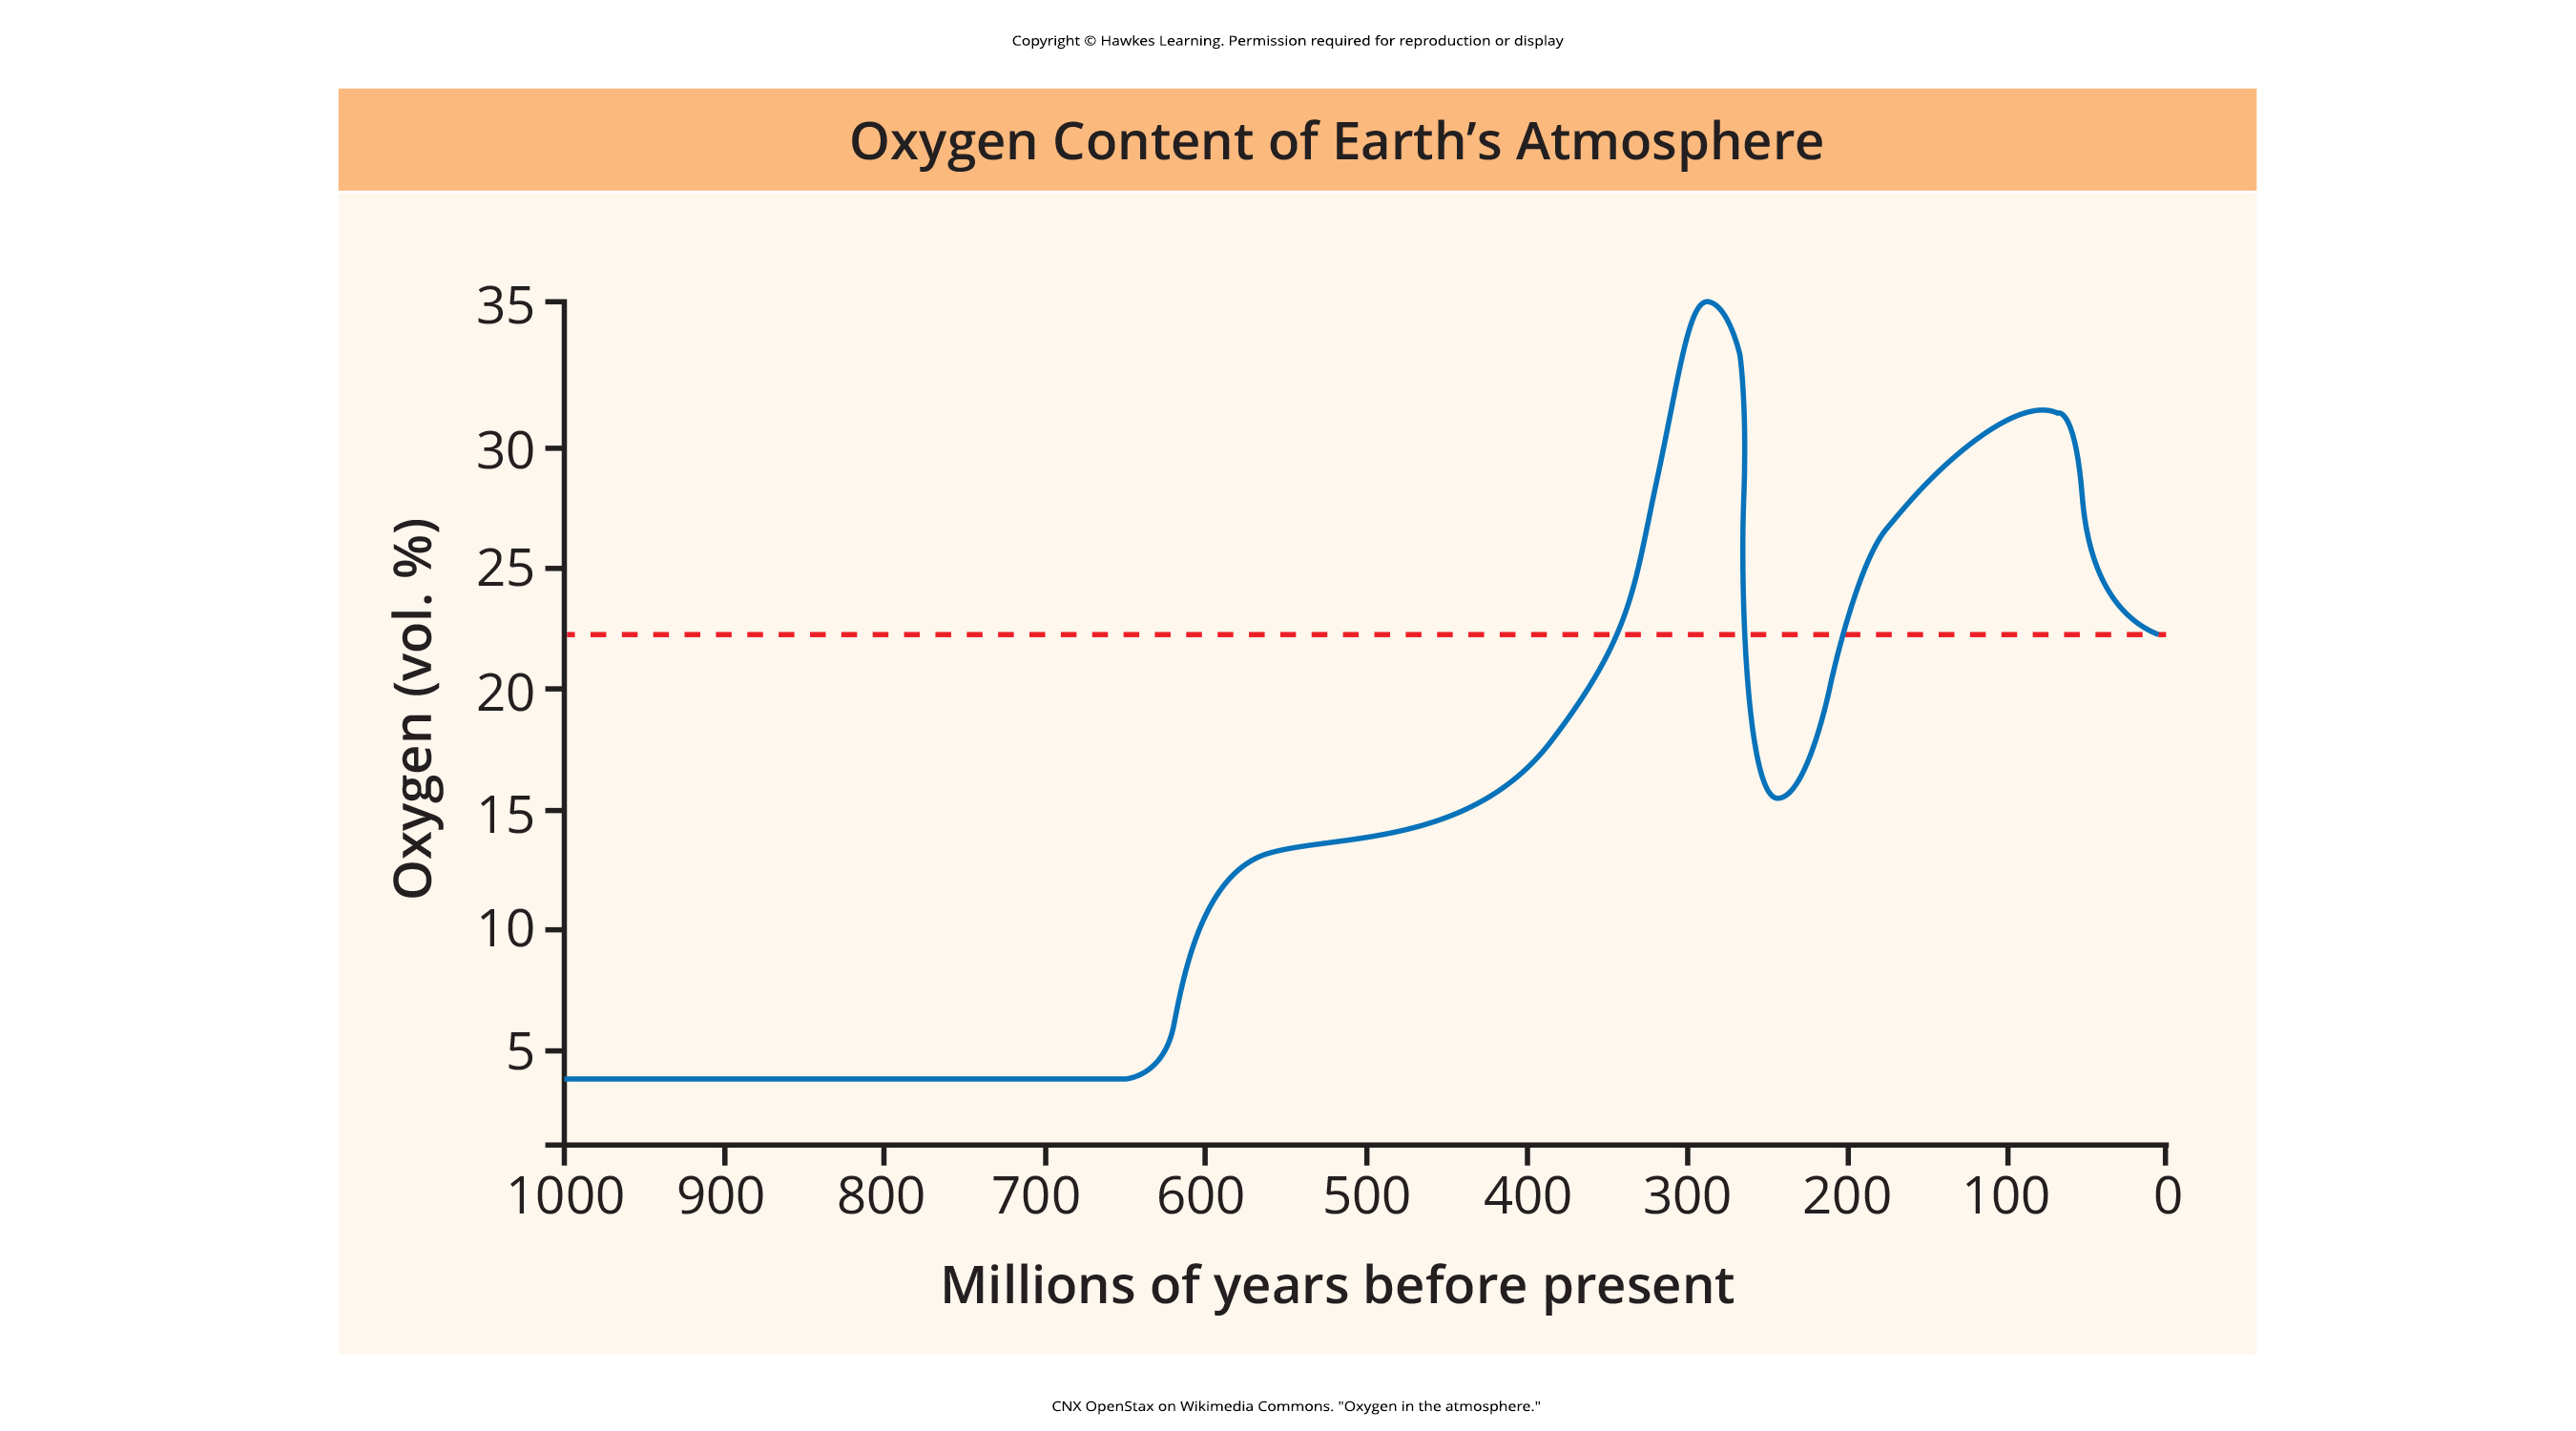 Copyright © Hawkes Learning. Permission required for reproduction or display
Oxygen Content of Earth’s Atmosphere
Oxygen (vol. %)
35
30
25
20
15
10
5
1000 900 800 700 600 500 400 300 200 100 0
Millions of years before present
CNX OpenStax on Wikimedia Commons. "Oxygen in the atmosphere."